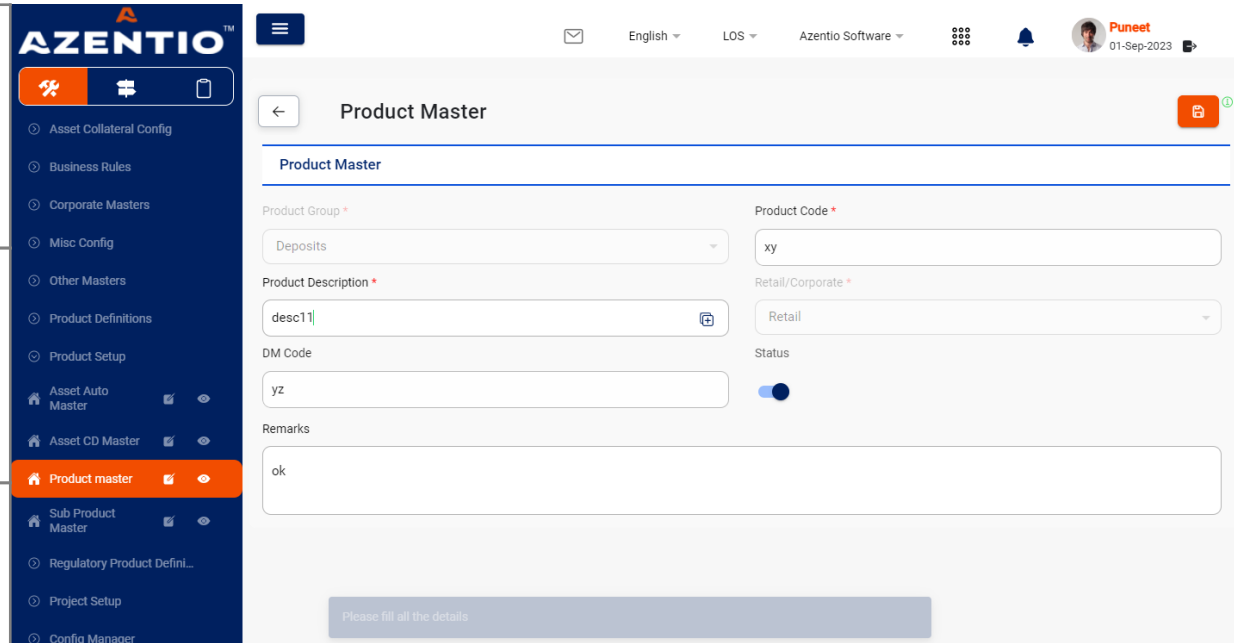 AZENTIO™
English
LOS
Azentio Software
Puneet
01-Sep-2023
Asset Collateral Config
Business Rules
Corporate Masters
Misc Config
Other Masters
Product Definitions
Product Setup
Asset Auto
Master
Asset CD Master
Product master
Sub Product
Master
Regulatory Product Defini...
Project Setup
Config Manager
Product Master
Product Master
Product Group *
Deposits
Product Code *
xy
Product Description *
desc11
Retail/Corporate *
Retail
DM Code
yz
Status
Remarks
ok
Please fill all the details